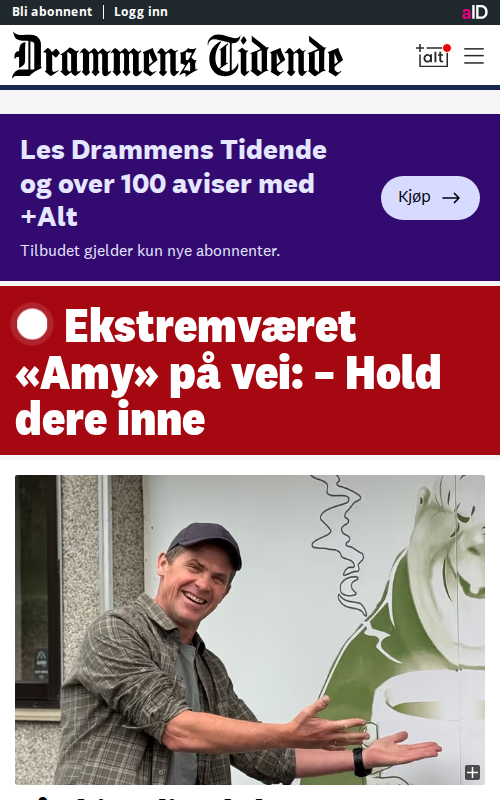 Bli abonnent Logg inn aID
Drammens Tidende +alt
Les Drammens Tidende
og over 100 aviser med
+Alt
Kjøp →
Tilbudet gjelder kun nye abonnenter.
Ekstremværet
«Amy» på vei: – Hold
dere inne